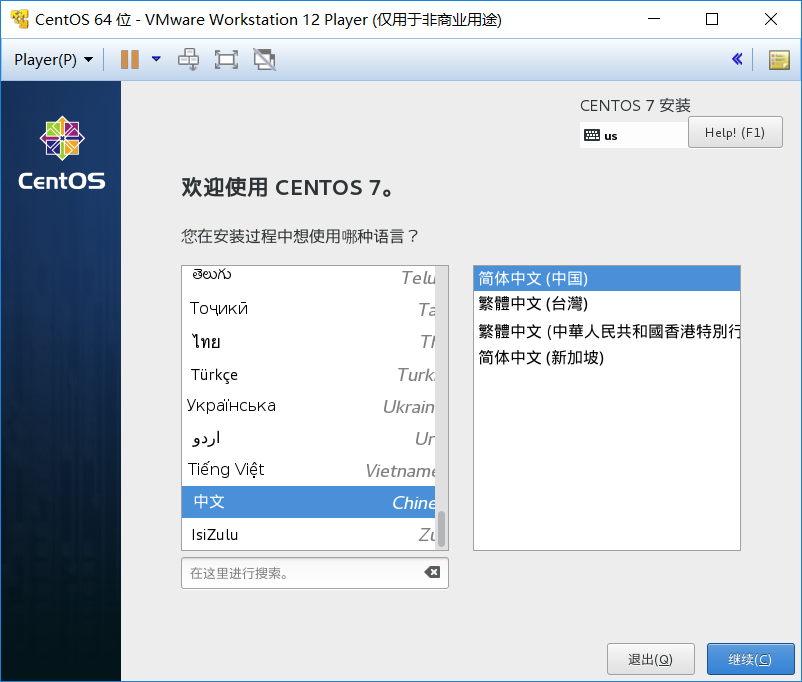 CentOS 64 位 - VMware Workstation 12 Player (仅用于非商业用途)
Player(P)
CentOS
CENTOS 7 安装
us
Help! (F1)
欢迎使用 CENTOS 7。
您在安装过程中想使用哪种语言？
తెలుగు Telu
Тоҷикӣ Ta
ไทย Th
Türkçe Turk
Українська Ukrain
اردو Ur
Tiếng Việt Vietname
中文 Chine
IsiZulu Zu
在这里进行搜索。
简体中文 (中国)
繁體中文 (台灣)
繁體中文 (中華人民共和國香港特別行
简体中文 (新加坡)
退出(Q)
继续(C)